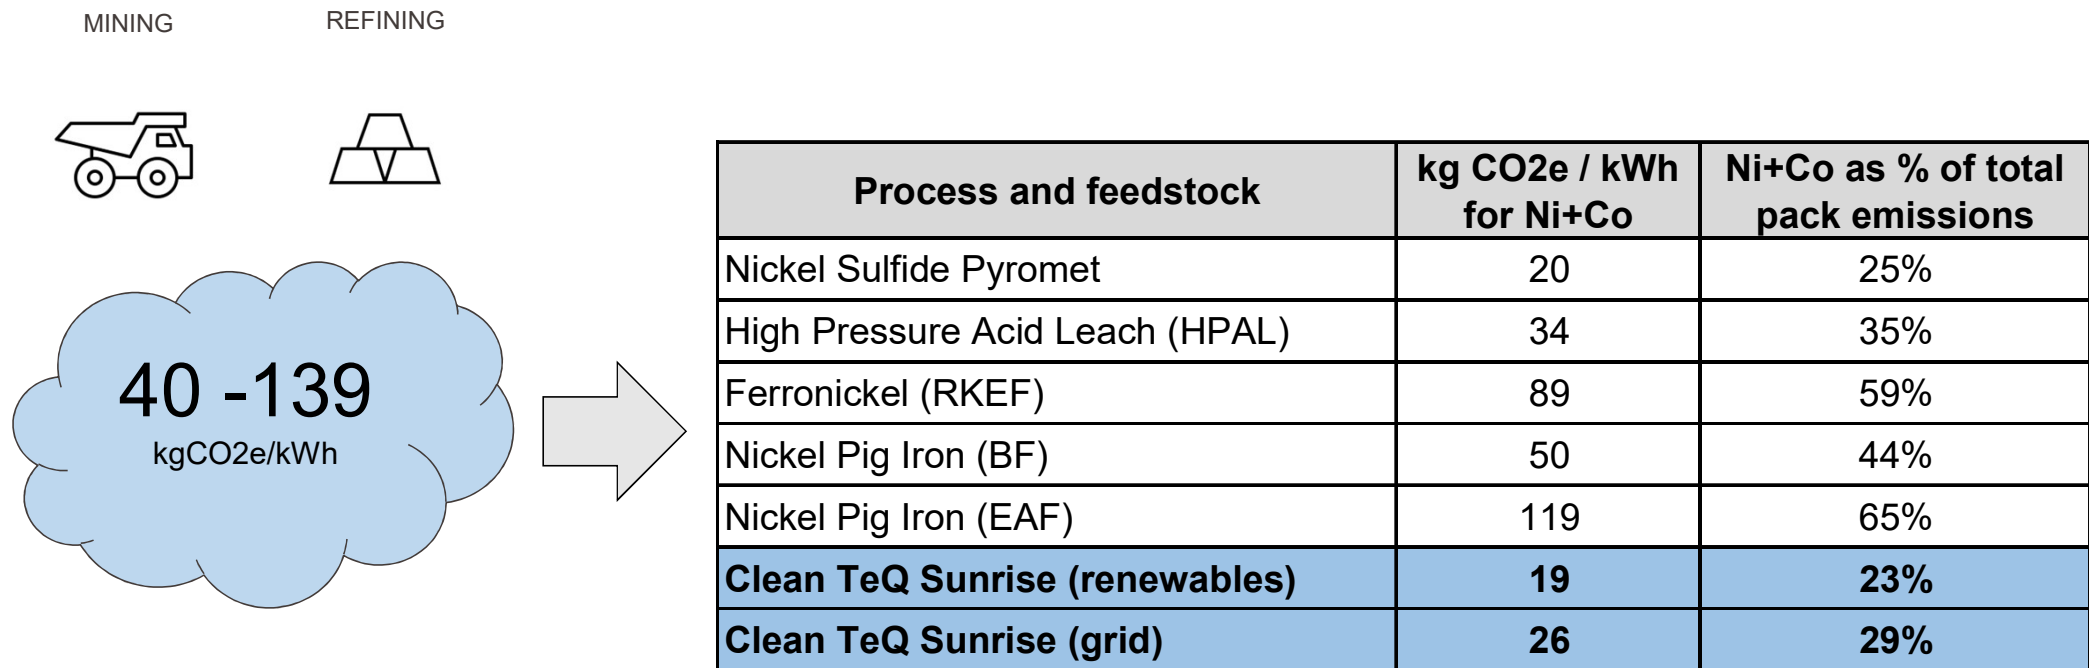 MINING
REFINING
40 -139
kgCO2e/kWh
Process and feedstock
kg CO2e / kWh
for Ni+Co
Ni+Co as % of total
pack emissions
Nickel Sulfide Pyromet 20 25%
High Pressure Acid Leach (HPAL) 34 35%
Ferronickel (RKEF) 89 59%
Nickel Pig Iron (BF) 50 44%
Nickel Pig Iron (EAF) 119 65%
Clean TeQ Sunrise (renewables) 19 23%
Clean TeQ Sunrise (grid) 26 29%